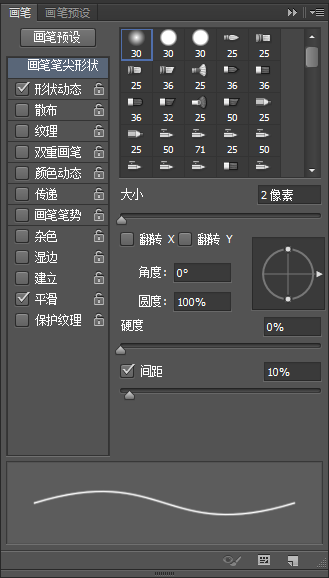 画笔 画笔预设
画笔预设
画笔笔尖形状
形状动态
散布
纹理
双重画笔
颜色动态
传递
画笔笔势
杂色
湿边
建立
平滑
保护纹理
30 30 30 25 25
25 25 25 36 36
36 32 25 50 25
25 50 71 25 50
大小 2 像素
翻转 X 翻转 Y
角度: 0°
圆度: 100%
硬度 0%
间距 10%